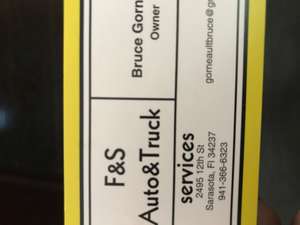 F&S
Auto&Truck
services
2495 12th St
Sarasota, Fl 34237
941-366-6323
Bruce Gorn
Owner
gorneaultbruce@g